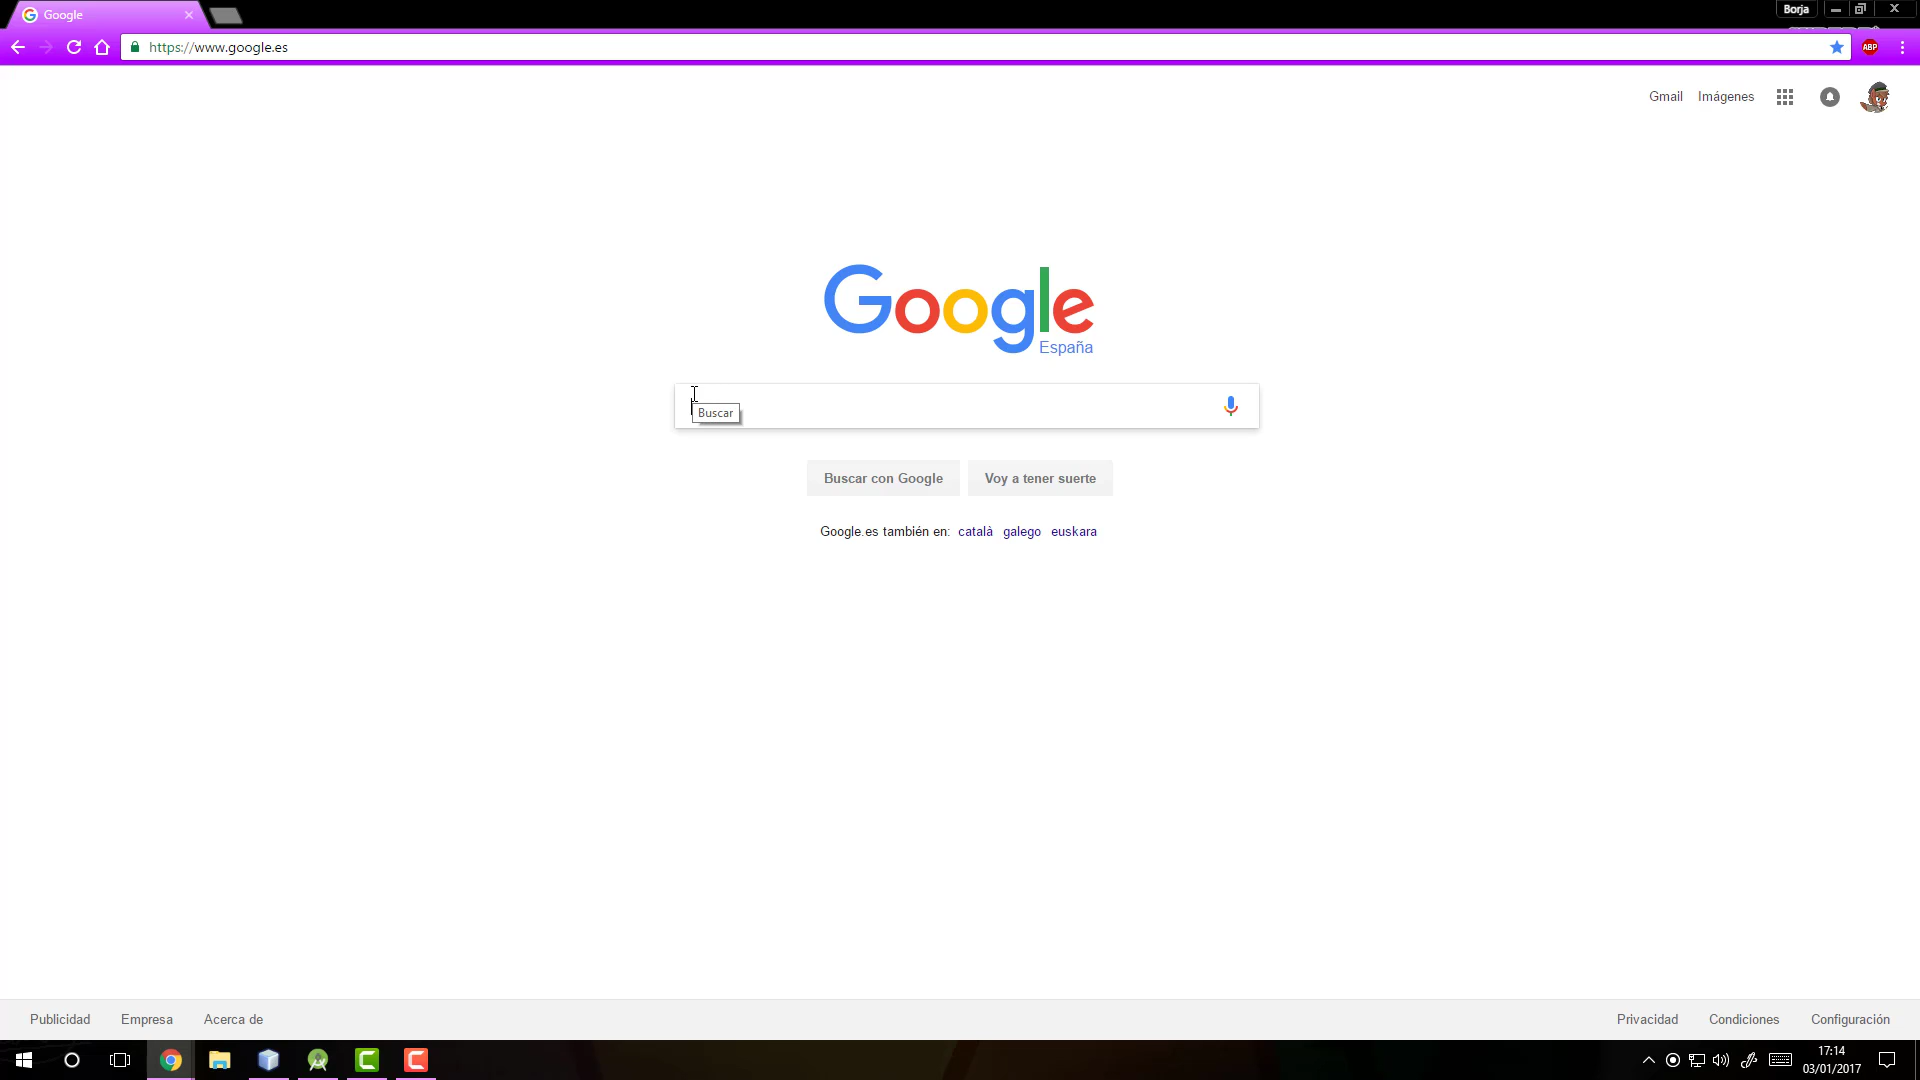 Google
Borja
https://www.google.es
ABP
Gmail Imágenes
Google
España
Buscar
Buscar con Google Voy a tener suerte
Google.es también en: català galego euskara
Publicidad Empresa Acerca de Privacidad Condiciones Configuración
17:14
03/01/2017